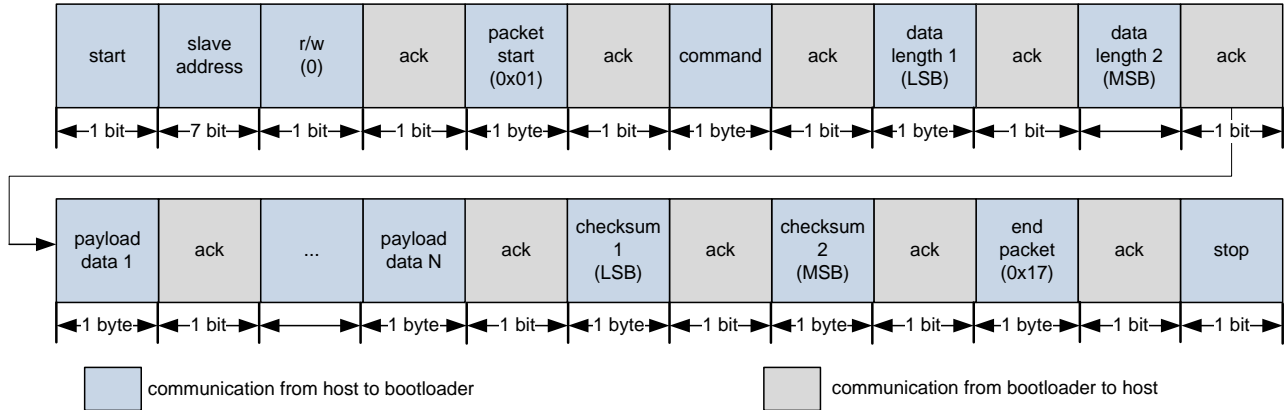 start
slave
address
r/w
(0)
ack
packet
start
(0x01)
ack
command
ack
data
length 1
(LSB)
ack
data
length 2
(MSB)
ack
1 bit
7 bit
1 bit
1 bit
1 byte
1 bit
1 byte
1 bit
1 byte
1 bit
1 bit
payload
data 1
ack
...
payload
data N
ack
checksum
1
(LSB)
ack
checksum
2
(MSB)
ack
end
packet
(0x17)
ack
stop
1 byte
1 bit
1 byte
1 bit
1 byte
1 bit
1 byte
1 bit
1 byte
1 bit
1 bit
communication from host to bootloader
communication from bootloader to host